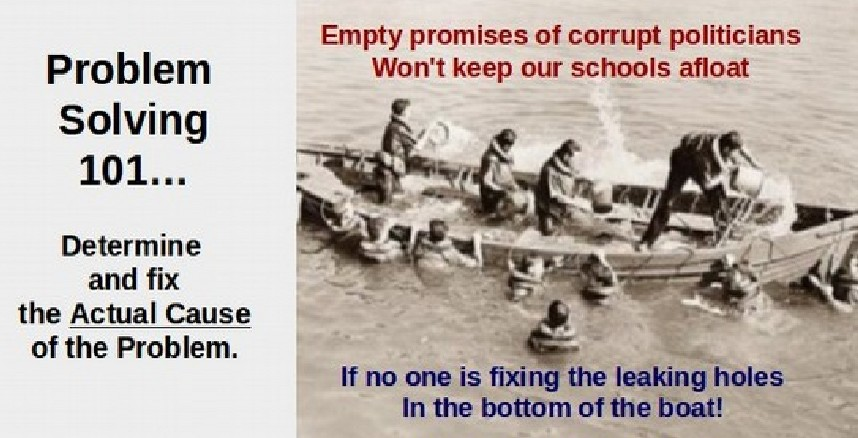 Problem
Solving
101...
Determine
and fix
the Actual Cause
of the Problem.
Empty promises of corrupt politicians
Won't keep our schools afloat
If no one is fixing the leaking holes
In the bottom of the boat!